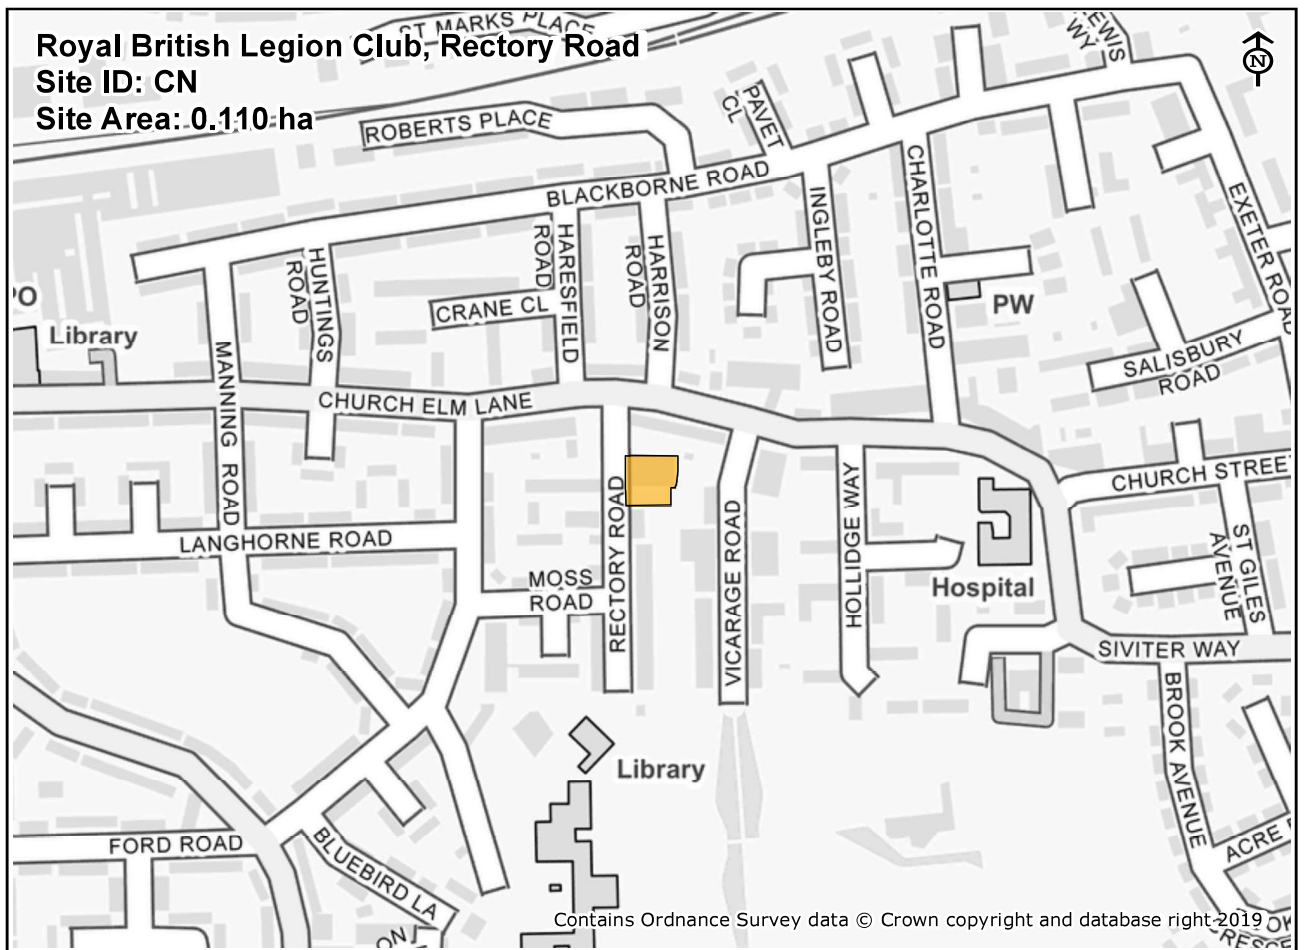 Royal British Legion Club, Rectory Road
Site ID: CN
Site Area: 0.110 ha
N
ST MARKS PLACE
EWIS
WY
ROBERTS PLACE
PAVET
CL
BLACKBORNE ROAD
CHARLOTTE ROAD
INGLEBY ROAD
EXETER ROAD
HUNTINGS
ROAD
HARESFIELD
ROAD
HARRISON
ROAD
CRANE CL
PO
Library
PW
SALISBURY
ROAD
MANNING ROAD
CHURCH ELM LANE
CHURCH STREET
RECTORY ROAD
VICARAGE ROAD
HOLLIDGE WAY
LANGHORNE ROAD
MOSS
ROAD
Hospital
ST GILES
AVENUE
SIVITER WAY
BROOK AVENUE
Library
FORD ROAD
BLUEBIRD LA
ACRE
ON
Contains Ordnance Survey data © Crown copyright and database right 2019